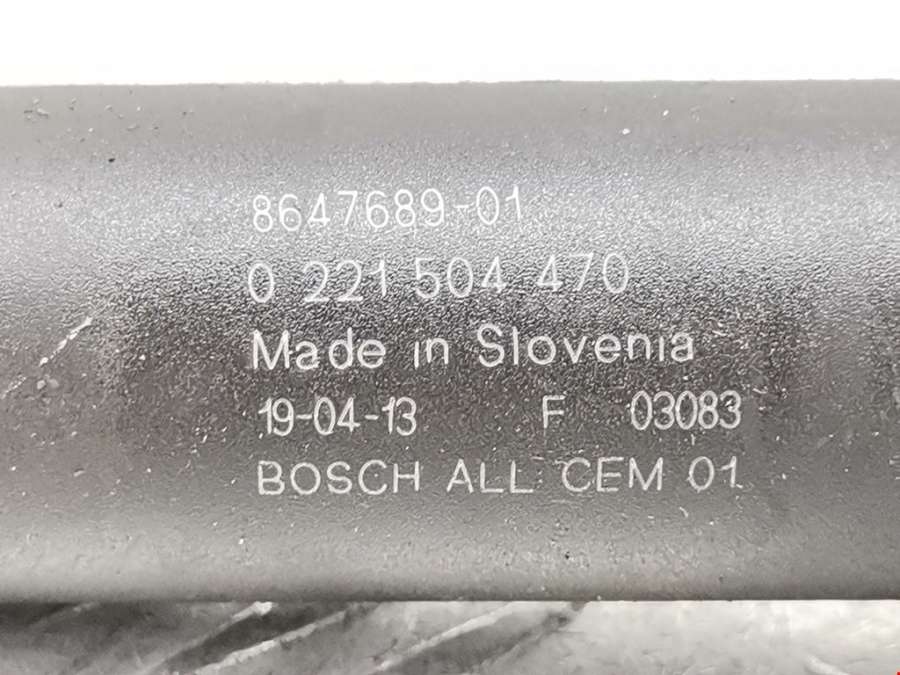 8647689-01
0 221 504 470
Made in Slovenia
19-04-13 F 03083
BOSCH ALL CEM 01